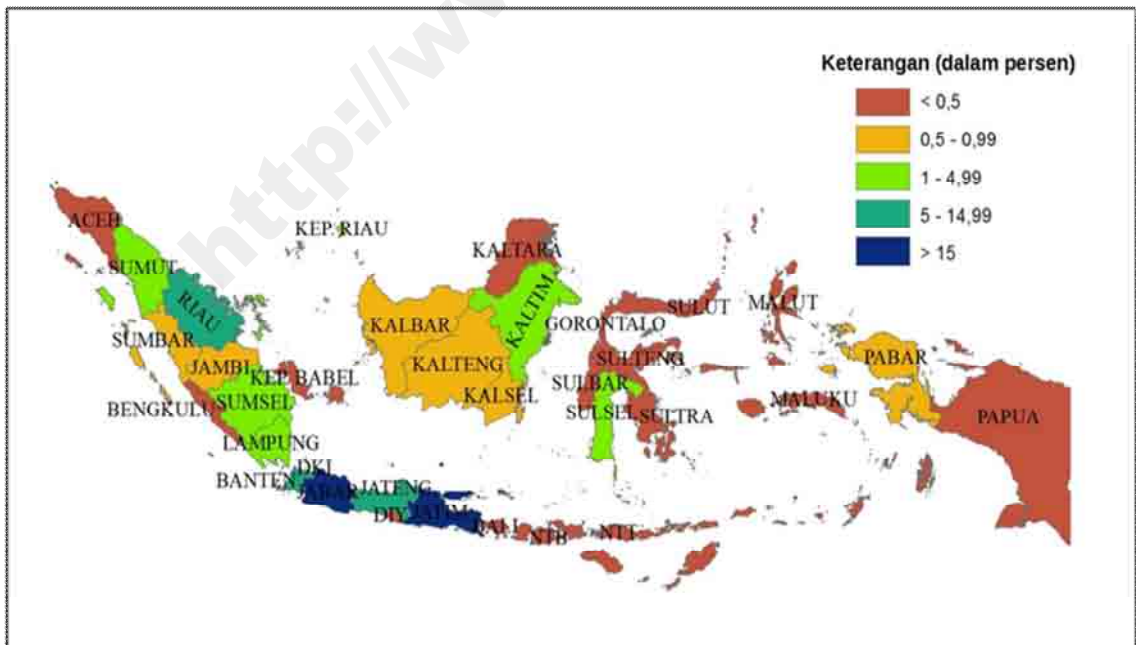 http://w
Keterangan (dalam persen)
< 0,5
0,5 - 0,99
1 - 4,99
5 - 14,99
> 15
ACEH
SUMUT
RIAU
KEP. RIAU
SUMBAR
JAMBI
KEP. BABEL
BENGKULU
SUMSEL
LAMPUNG
BANTEN
DKI
JABAR
JATENG
DIY
JATIM
BALI
NTB
NTT
KALTARA
KALTIM
KALBAR
KALTENG
KALSEL
GORONTALO
SULUT
SULTENG
SULBAR
SULSEL
SULTRA
MALUT
MALUKU
PABAR
PAPUA